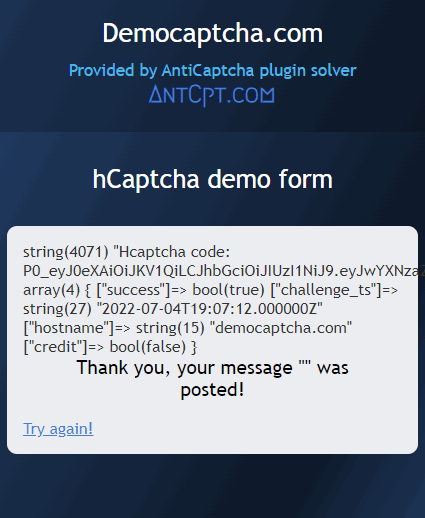 Democaptcha.com
Provided by AntiCaptcha plugin solver
ANTCPT.COM
hCaptcha demo form
string(4071) "Hcaptcha code:
P0_eyJ0eXAiOiJKV1QiLCJhbGciOiJIUzI1NiJ9.eyJwYXNza2
array(4) { ["success"]=> bool(true) ["challenge_ts"]=>
string(27) "2022-07-04T19:07:12.000000Z"
["hostname"]=> string(15) "democaptcha.com"
["credit"]=> bool(false) }
Thank you, your message "" was
posted!
Try again!